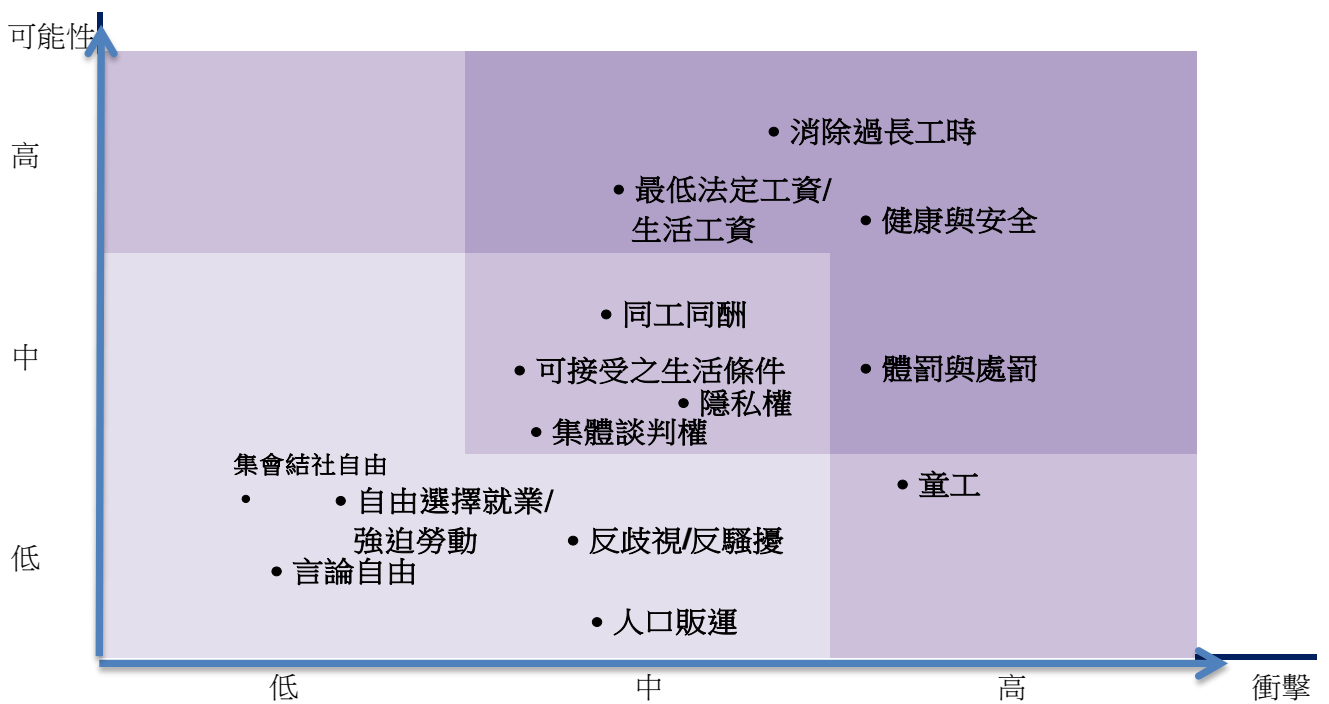 可能性
高
• 消除過長工時
• 最低法定工資/
生活工資
• 健康與安全
• 同工同酬
中
• 可接受之生活條件
• 體罰與處罰
• 隱私權
• 集體談判權
集會結社自由
•
• 自由選擇就業/
強迫勞動
• 童工
• 反歧視/反騷擾
低
• 言論自由
• 人口販運
低
中
高
衝擊